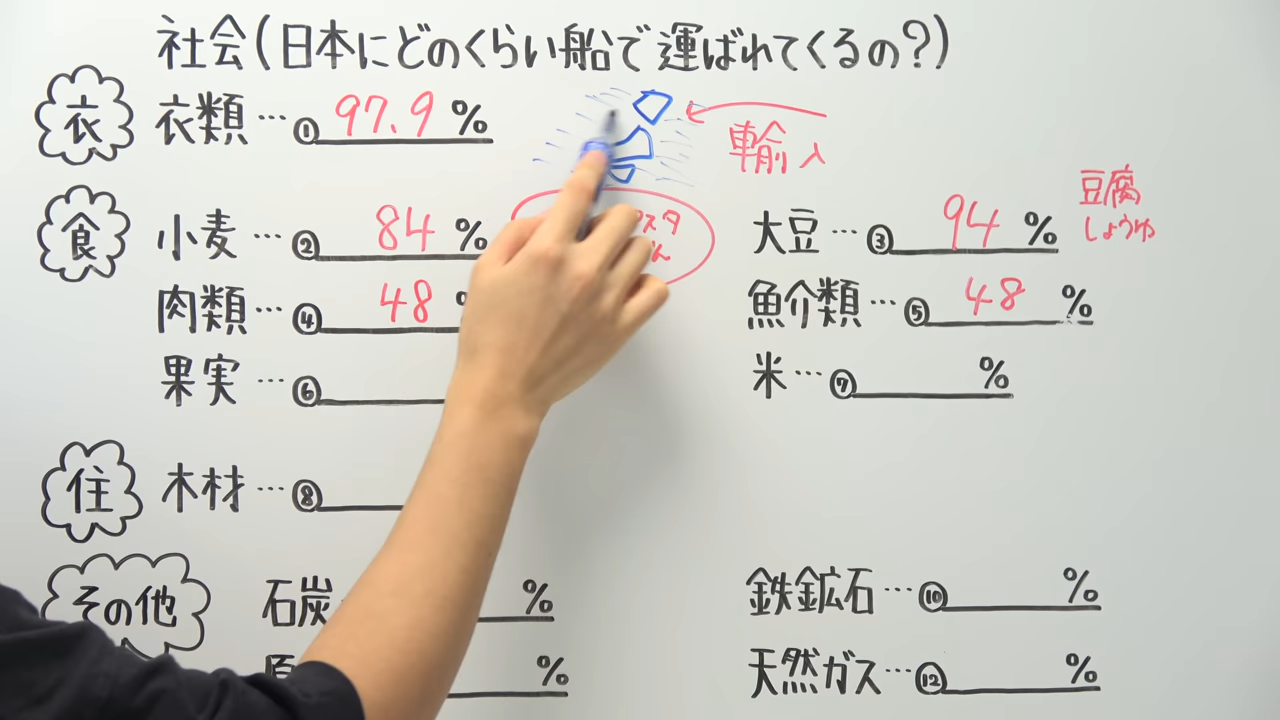 社会(日本にどのくらい船で運ばれてくるの?)
衣 衣類…①97.9%
輸入
食 小麦…②84%
スタ
ん
大豆…③94%
豆腐
しょうゆ
肉類…④48
魚介類…⑤48%
果実…⑥
米…⑦%
住 木材…⑧
その他 石炭 %
鉄鉱石…⑩%
%
天然ガス…⑫%